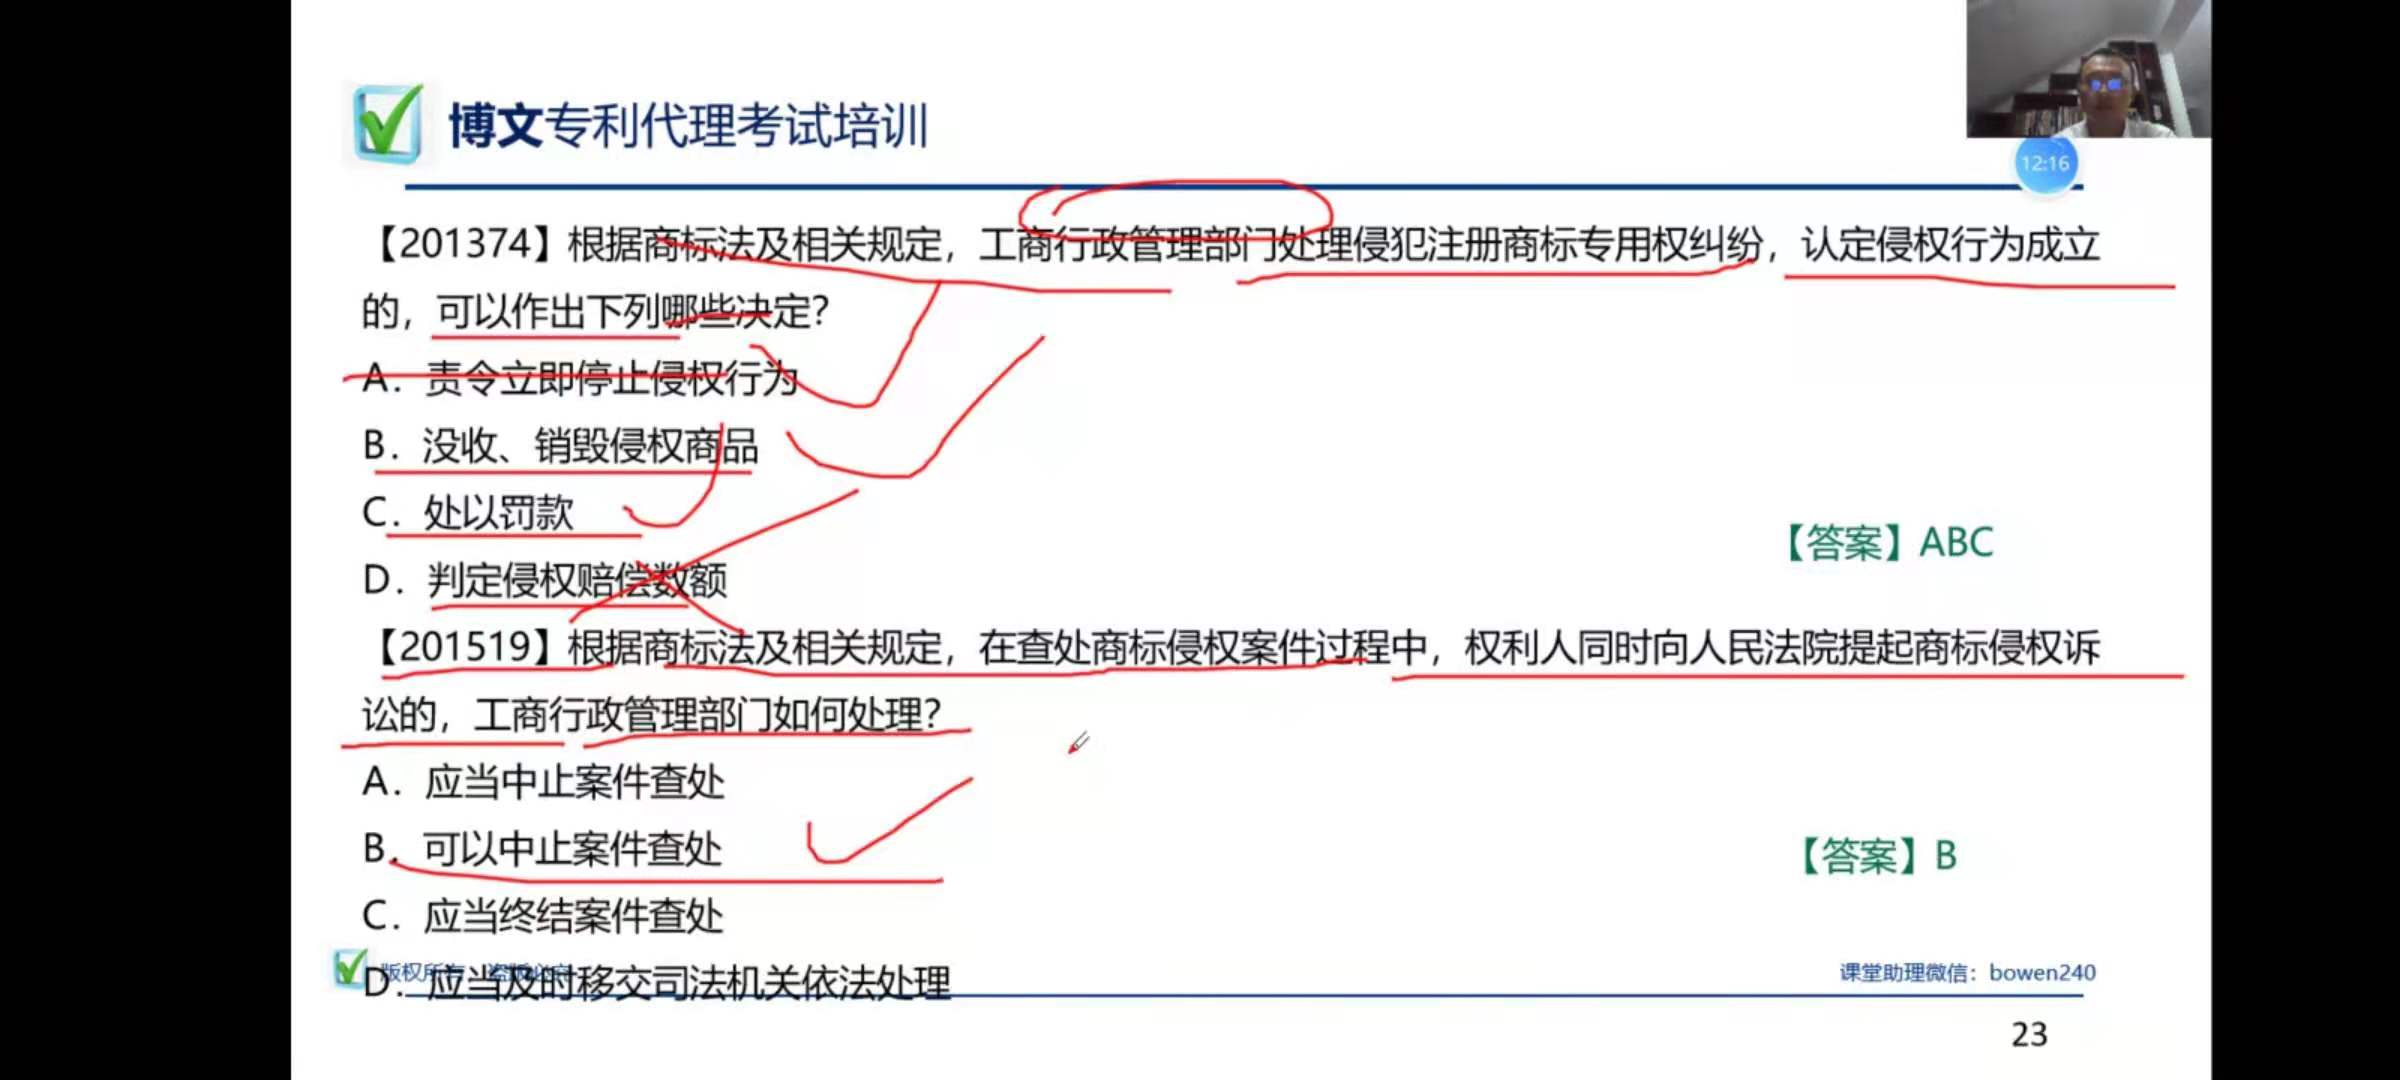 博文专利代理考试培训
12:16
【201374】根据商标法及相关规定，工商行政管理部门处理侵犯注册商标专用权纠纷，认定侵权行为成立
的，可以作出下列哪些决定？
A．责令立即停止侵权行为
B．没收、销毁侵权商品
C．处以罚款
【答案】ABC
D．判定侵权赔偿数额
【201519】根据商标法及相关规定，在查处商标侵权案件过程中，权利人同时向人民法院提起商标侵权诉
讼的，工商行政管理部门如何处理？
A．应当中止案件查处
B．可以中止案件查处
【答案】B
C．应当终结案件查处
版权所有 盗版必究
D．应当及时移交司法机关依法处理
课堂助理微信：bowen240
23